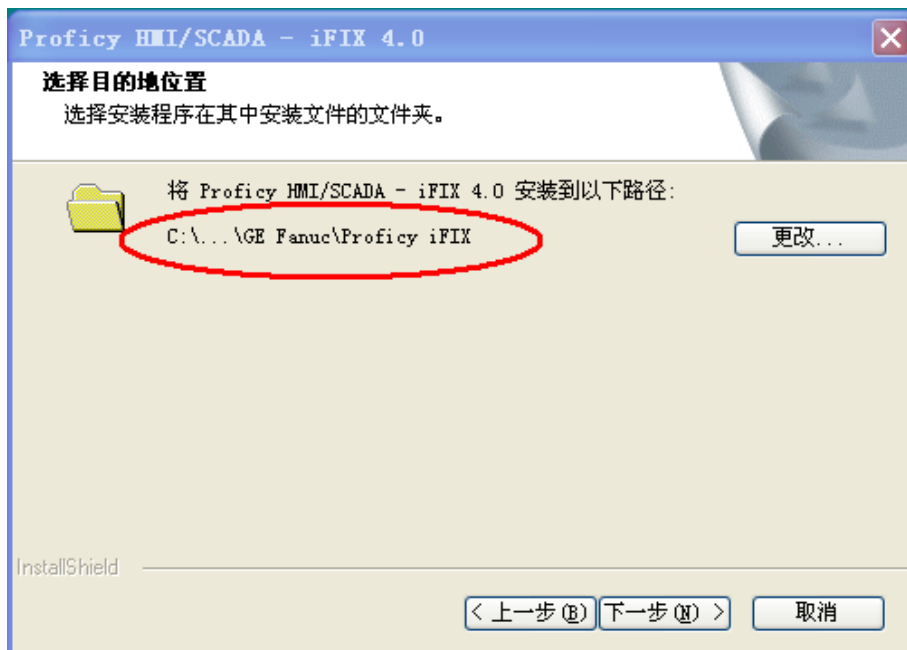 Proficy HMI/SCADA - iFIX 4.0
选择目的地位置
选择安装程序在其中安装文件的文件夹。
将 Proficy HMI/SCADA - iFIX 4.0 安装到以下路径:
C:\...\GE Fanuc\Proficy iFIX
更改...
InstallShield
< 上一步(B) 下一步(N) > 取消